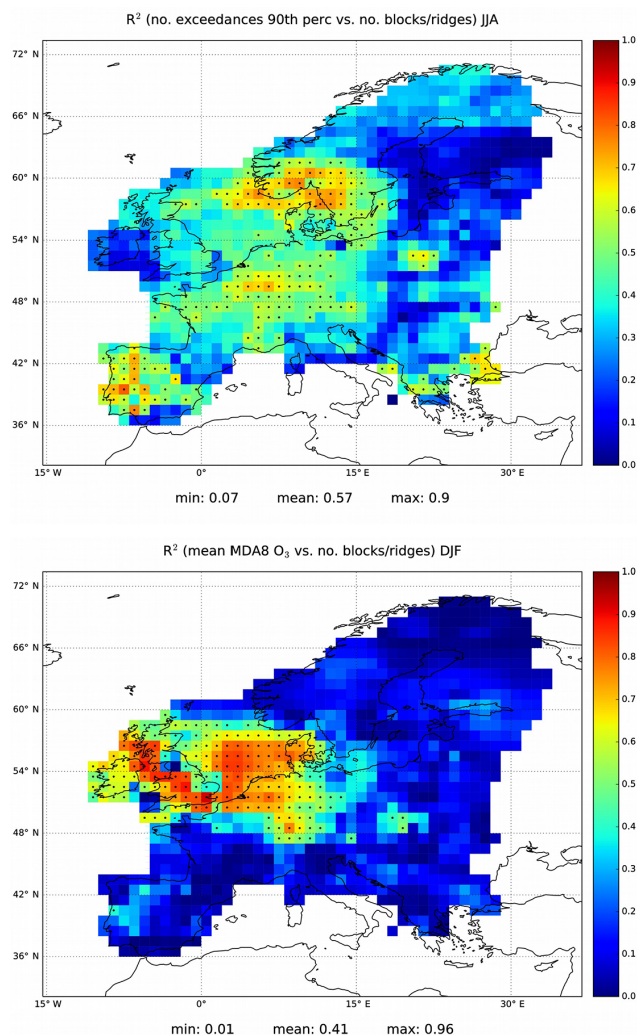 R² (no. exceedances 90th perc vs. no. blocks/ridges) JJA
72° N
66° N
60° N
54° N
48° N
42° N
36° N
15° W 0° 15° E 30° E
1.0
0.9
0.8
0.7
0.6
0.5
0.4
0.3
0.2
0.1
0.0
min: 0.07 mean: 0.57 max: 0.9
R² (mean MDA8 O₃ vs. no. blocks/ridges) DJF
72° N
66° N
60° N
54° N
48° N
42° N
36° N
15° W 0° 15° E 30° E
1.0
0.9
0.8
0.7
0.6
0.5
0.4
0.3
0.2
0.1
0.0
min: 0.01 mean: 0.41 max: 0.96